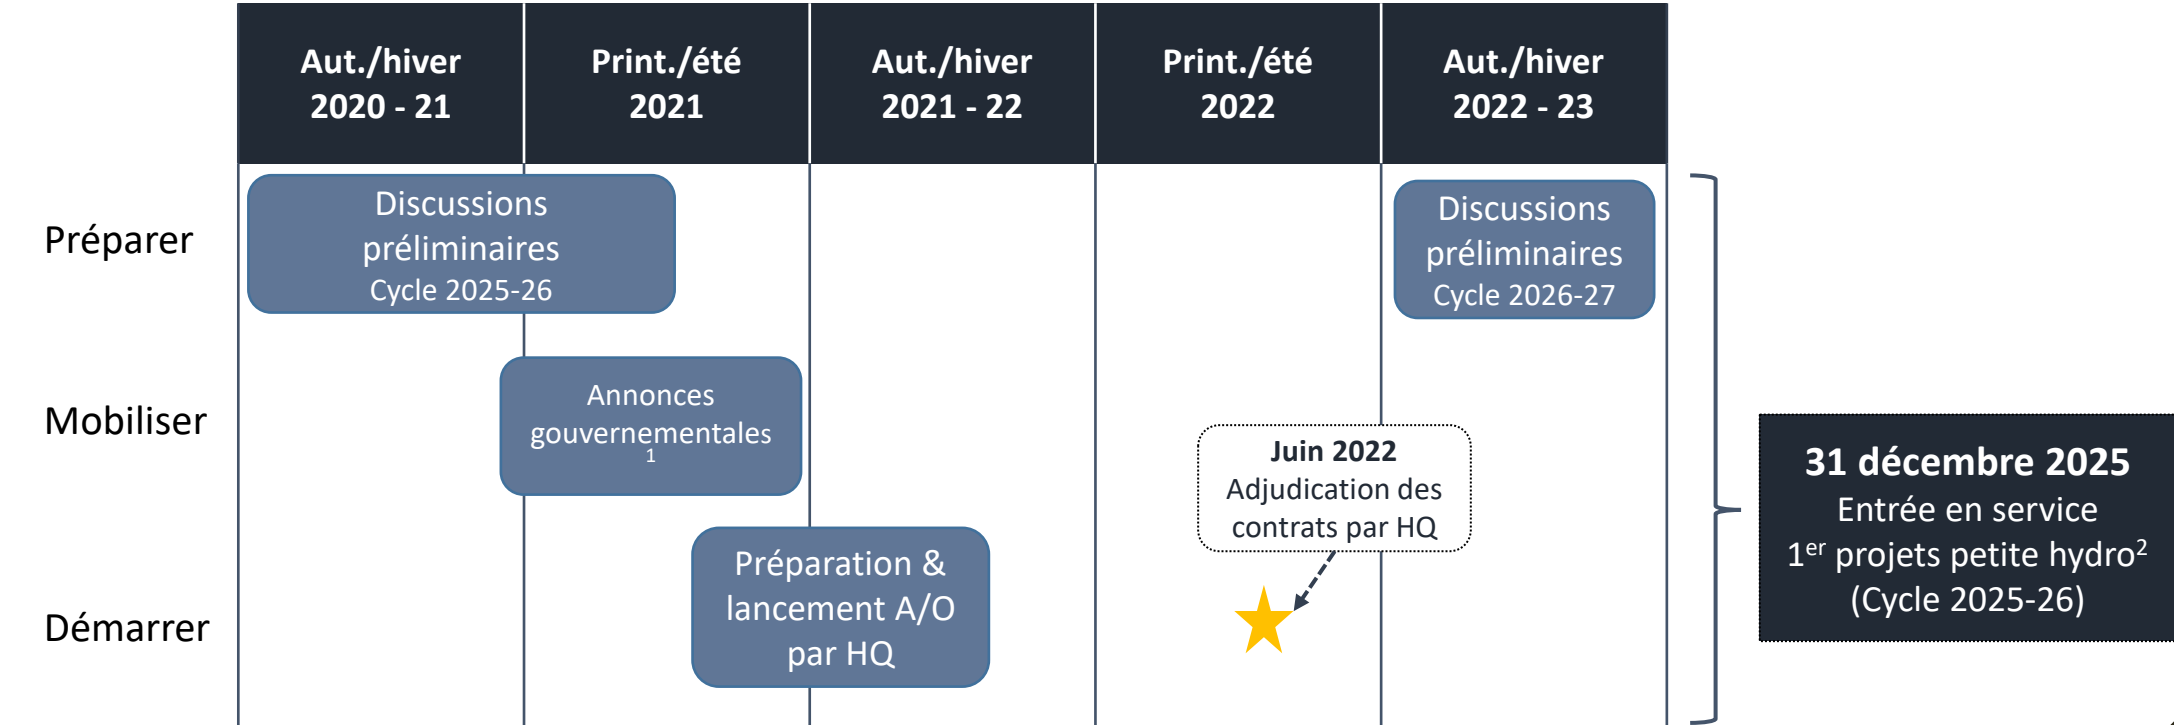 Aut./hiver
2020 - 21
Print./été
2021
Aut./hiver
2021 - 22
Print./été
2022
Aut./hiver
2022 - 23
Préparer
Discussions
préliminaires
Cycle 2025-26
Discussions
préliminaires
Cycle 2026-27
Mobiliser
Annonces
gouvernementales
1
Juin 2022
Adjudication des
contrats par HQ
Démarrer
Préparation &
lancement A/O
par HQ
31 décembre 2025
Entrée en service
1er projets petite hydro2
(Cycle 2025-26)